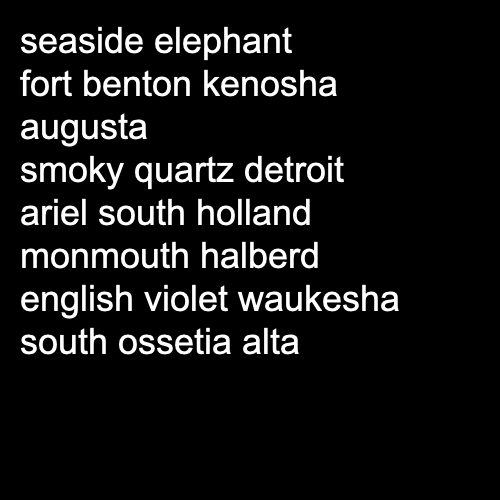 seaside elephant
fort benton kenosha
augusta
smoky quartz detroit
ariel south holland
monmouth halberd
english violet waukesha
south ossetia alta